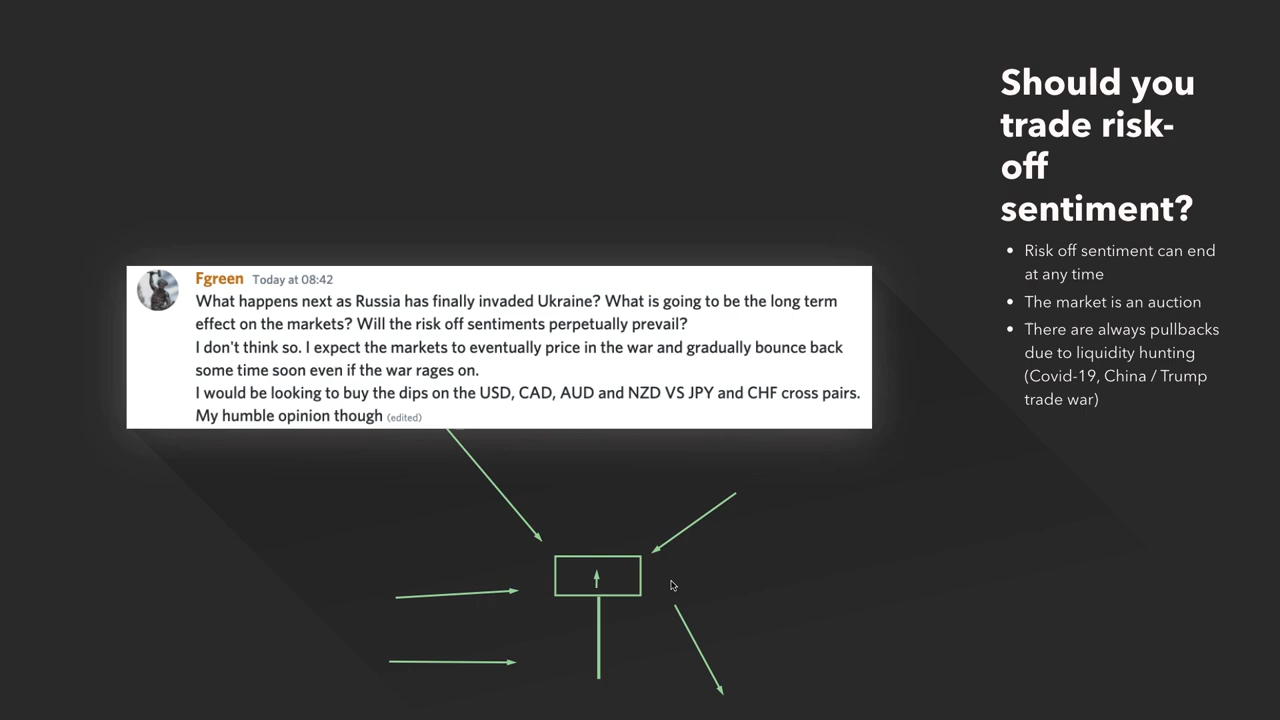 Should you
trade risk-
off
sentiment?
• Risk off sentiment can end
at any time
• The market is an auction
• There are always pullbacks
due to liquidity hunting
(Covid-19, China / Trump
trade war)
Fgreen Today at 08:42
What happens next as Russia has finally invaded Ukraine? What is going to be the long term
effect on the markets? Will the risk off sentiments perpetually prevail?
I don't think so. I expect the markets to eventually price in the war and gradually bounce back
some time soon even if the war rages on.
I would be looking to buy the dips on the USD, CAD, AUD and NZD VS JPY and CHF cross pairs.
My humble opinion though (edited)